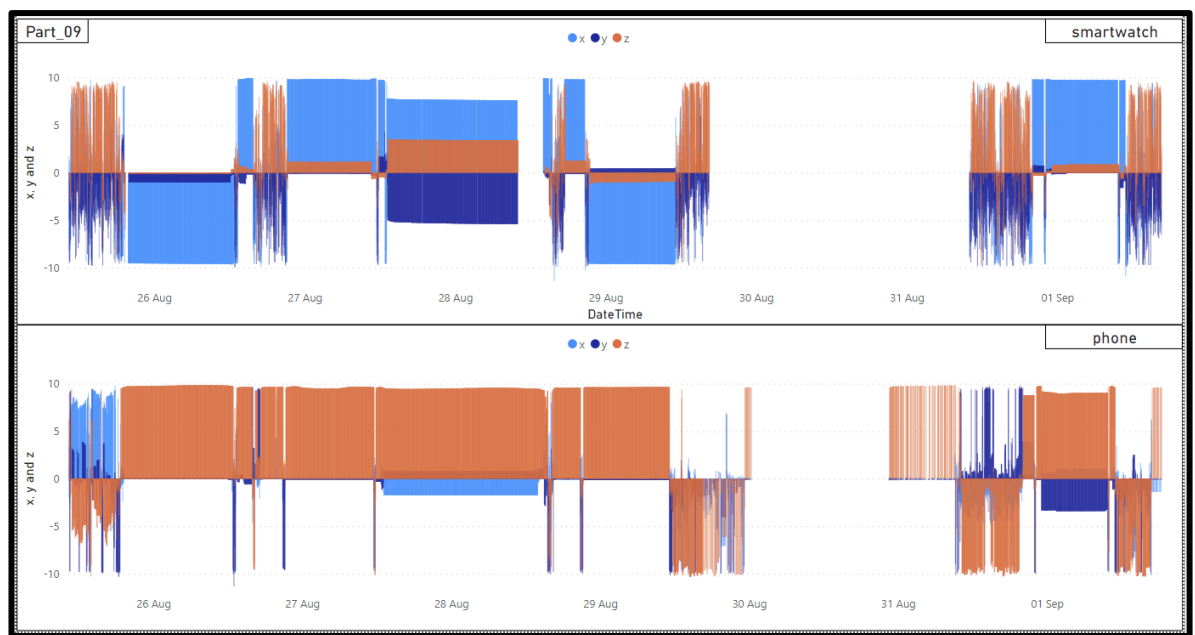 Part_09
smartwatch
x y z
10
5
0
-5
-10
x, y and z
26 Aug 27 Aug 28 Aug 29 Aug 30 Aug 31 Aug 01 Sep
DateTime
phone
x y z
10
5
0
-5
-10
x, y and z
26 Aug 27 Aug 28 Aug 29 Aug 30 Aug 31 Aug 01 Sep